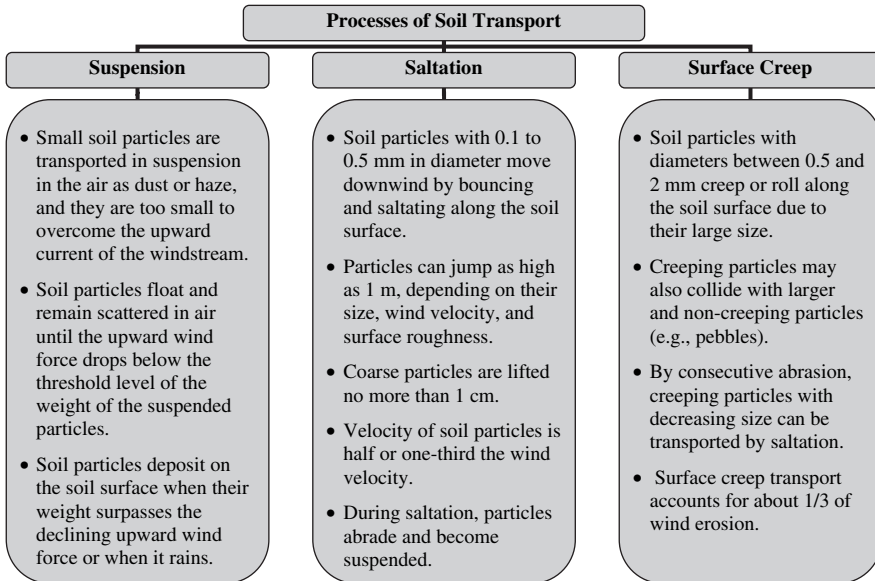 Processes of Soil Transport
Suspension
• Small soil particles are
transported in suspension
in the air as dust or haze,
and they are too small to
overcome the upward
current of the windstream.
• Soil particles float and
remain scattered in air
until the upward wind
force drops below the
threshold level of the
weight of the suspended
particles.
• Soil particles deposit on
the soil surface when their
weight surpasses the
declining upward wind
force or when it rains.
Saltation
• Soil particles with 0.1 to
0.5 mm in diameter move
downwind by bouncing
and saltating along the soil
surface.
• Particles can jump as high
as 1 m, depending on their
size, wind velocity, and
surface roughness.
• Coarse particles are lifted
no more than 1 cm.
• Velocity of soil particles is
half or one-third the wind
velocity.
• During saltation, particles
abrade and become
suspended.
Surface Creep
• Soil particles with
diameters between 0.5 and
2 mm creep or roll along
the soil surface due to
their large size.
• Creeping particles may
also collide with larger
and non-creeping particles
(e.g., pebbles).
• By consecutive abrasion,
creeping particles with
decreasing size can be
transported by saltation.
• Surface creep transport
accounts for about 1/3 of
wind erosion.